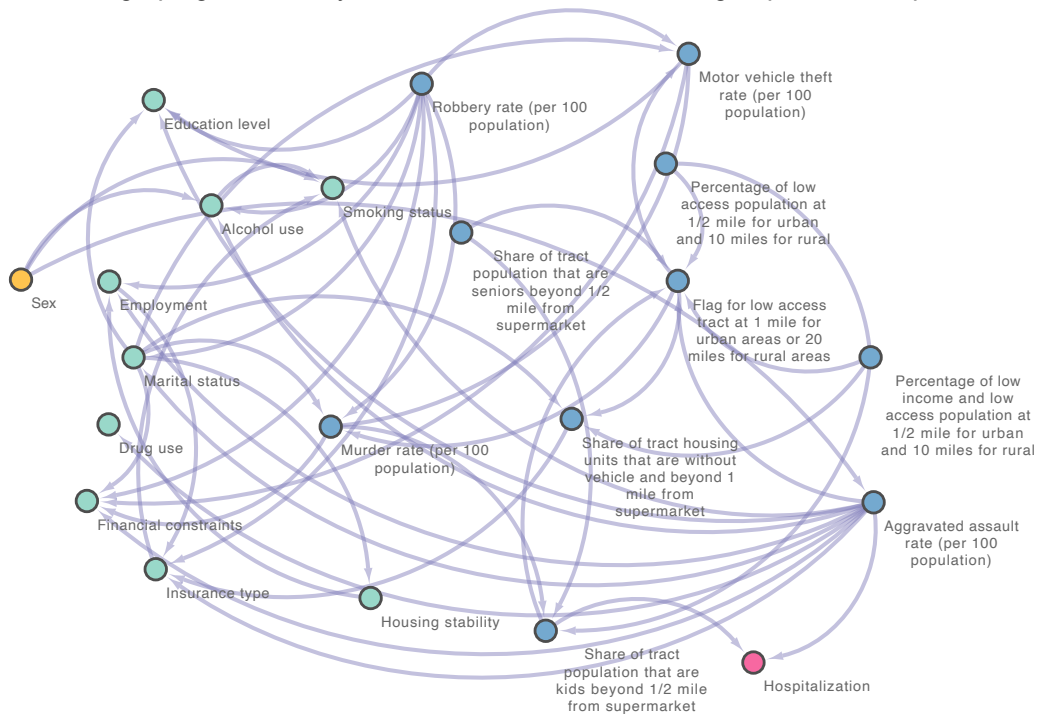 Motor vehicle theft
rate (per 100
population)
Robbery rate (per 100
population)
Education level
Percentage of low
access population at
1/2 mile for urban
and 10 miles for rural
Smoking status
Alcohol use
Share of tract
population that are
seniors beyond 1/2
mile from
supermarket
Sex
Employment
Flag for low access
tract at 1 mile for
urban areas or 20
miles for rural areas
Marital status
Percentage of low
income and low
access population at
1/2 mile for urban
and 10 miles for rural
Drug use
Murder rate (per 100
population)
Share of tract housing
units that are without
vehicle and beyond 1
mile from
supermarket
Financial constraints
Aggravated assault
rate (per 100
population)
Insurance type
Housing stability
Share of tract
population that are
kids beyond 1/2 mile
from supermarket
Hospitalization